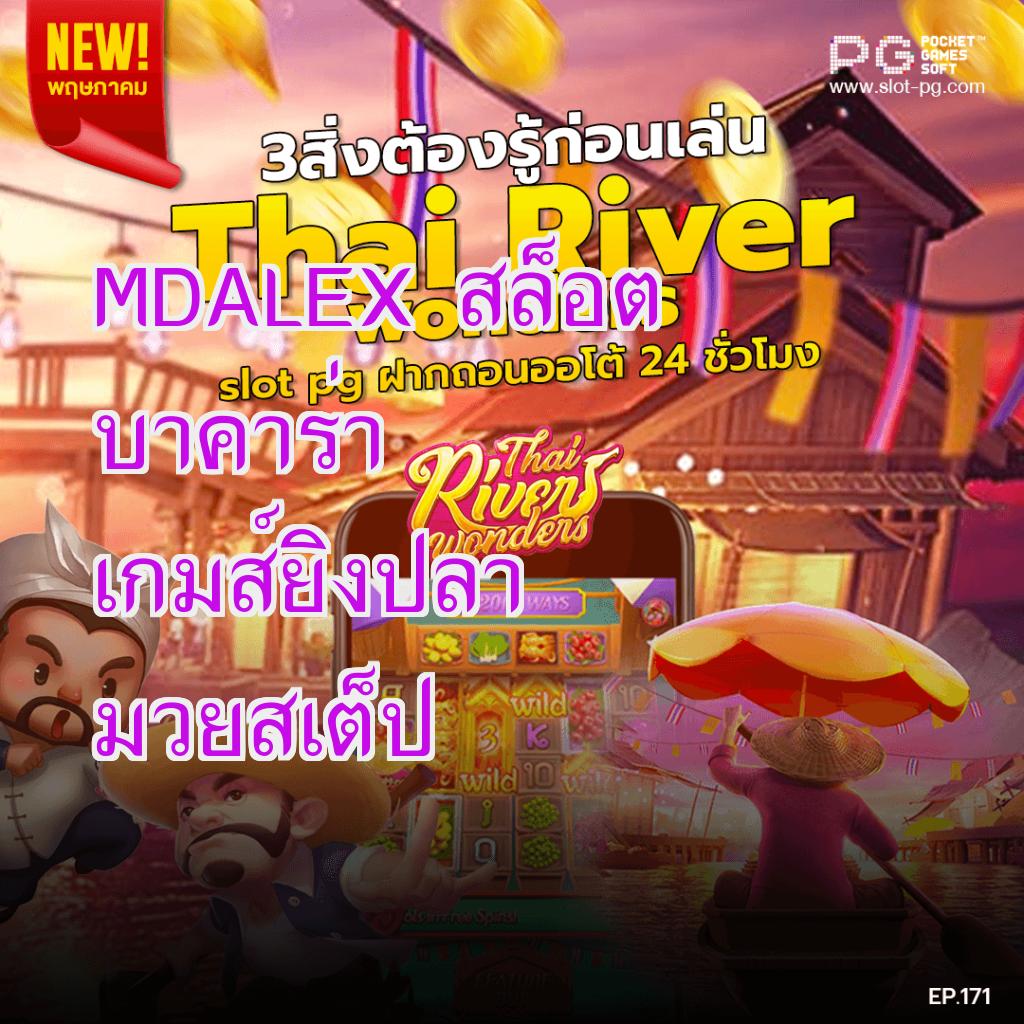 NEW!
พฤษภาคม
PG POCKET GAMES SOFT™
www.slot-pg.com
3สิ่งต้องรู้ก่อนเล่น
Thai River
Wonders
MDALEX สล็อต
slot pg ฝากถอนออโต้ 24 ชั่วโมง
บาคาร่า
Thai
River
Wonders
เกมส์ยิงปลา
WAYS
wild
10
3
K
มวยสเต็ป
wild
10
J
Q
EP.171